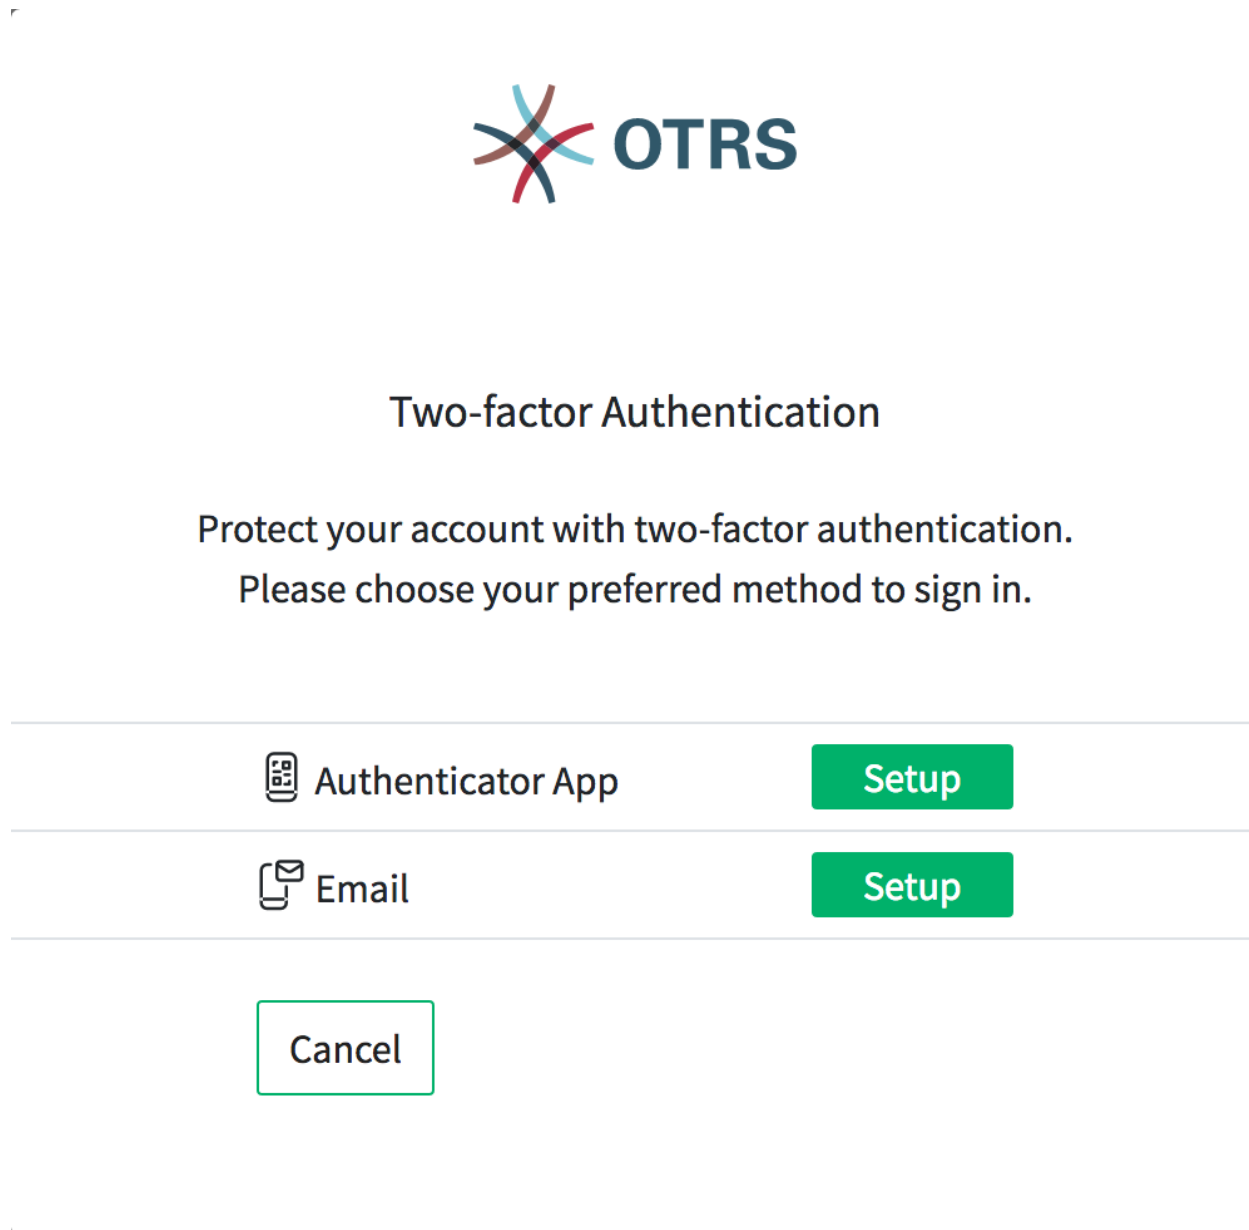 OTRS
Two-factor Authentication
Protect your account with two-factor authentication.
Please choose your preferred method to sign in.
Authenticator App Setup
Email Setup
Cancel